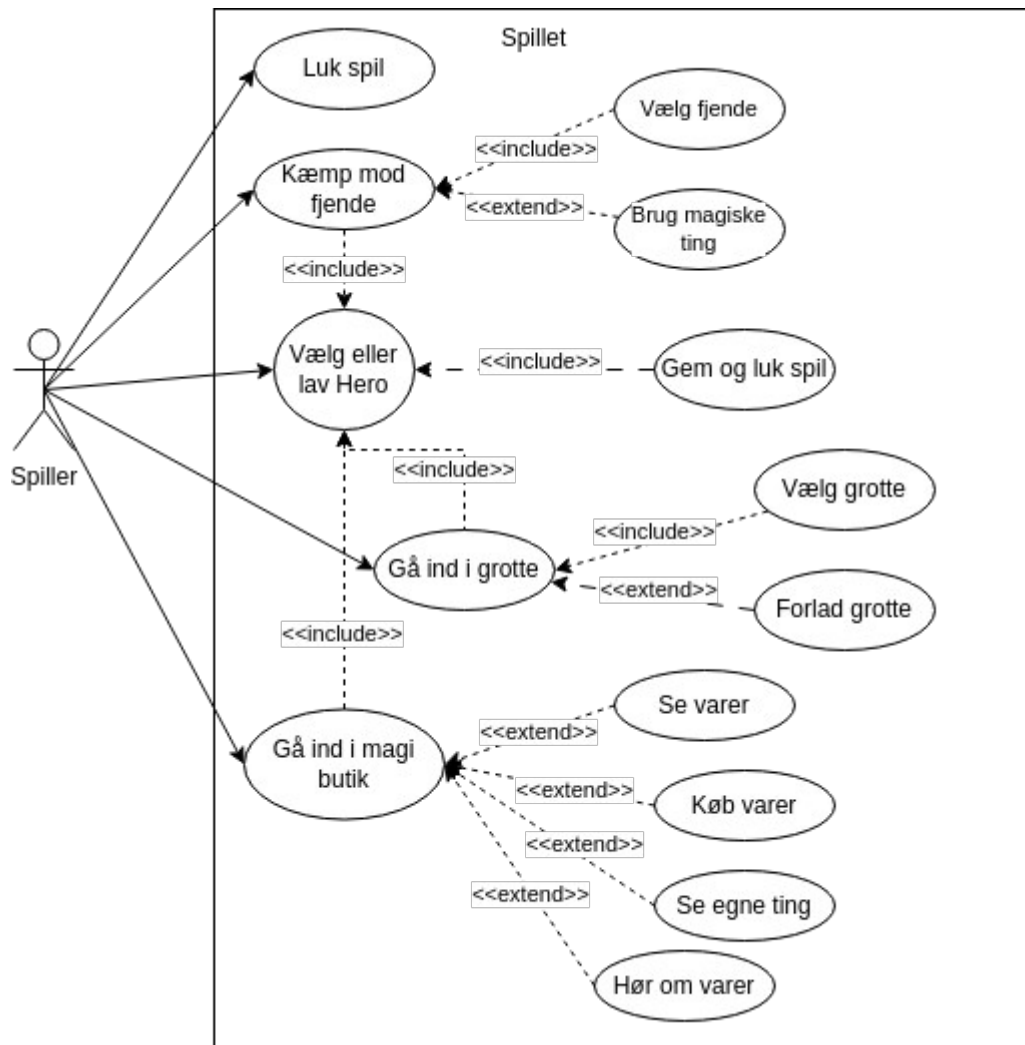 Spillet
Luk spil
Vælg fjende
<<include>>
Kæmp mod
fjende
<<extend>>
Brug magiske
ting
<<include>>
Vælg eller
lav Hero
<<include>>
Gem og luk spil
Spiller
<<include>>
Vælg grotte
<<include>>
Gå ind i grotte
<<extend>>
Forlad grotte
<<include>>
Se varer
<<extend>>
Gå ind i magi
butik
<<extend>>
Køb varer
<<extend>>
Se egne ting
<<extend>>
Hør om varer